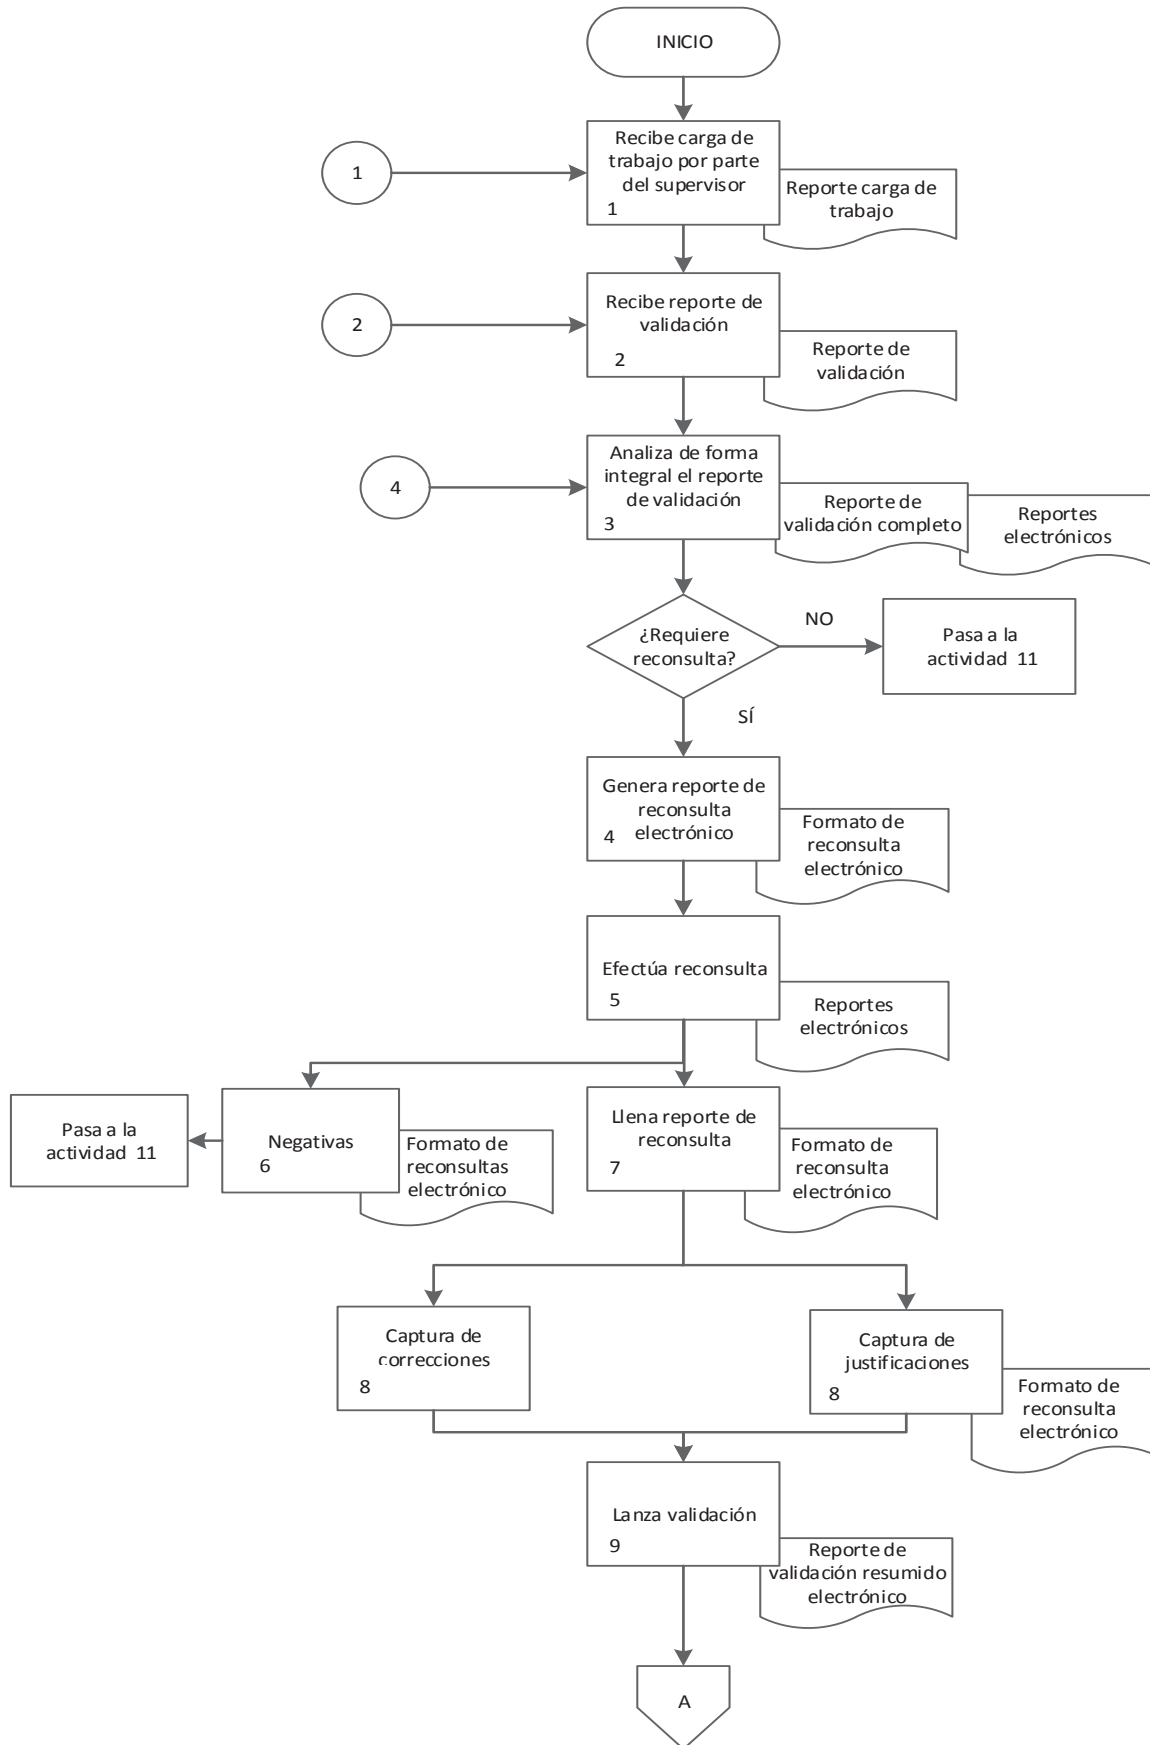 INICIO
1
Recibe carga de
trabajo por parte
del supervisor
1
Reporte carga de
trabajo
2
Recibe reporte de
validación
2
Reporte de
validación
4
Analiza de forma
integral el reporte
de validación
3
Reporte de
validación completo
Reportes
electrónicos
¿Requiere
reconsulta?
NO
Pasa a la
actividad 11
SÍ
Genera reporte de
reconsulta
electrónico
4
Formato de
reconsulta
electrónico
Efectúa reconsulta
5
Reportes
electrónicos
Pasa a la
actividad 11
Negativas
6
Formato de
reconsultas
electrónico
Llena reporte de
reconsulta
7
Formato de
reconsulta
electrónico
Captura de
correcciones
8
Captura de
justificaciones
8
Formato de
reconsulta
electrónico
Lanza validación
9
Reporte de
validación resumido
electrónico
A